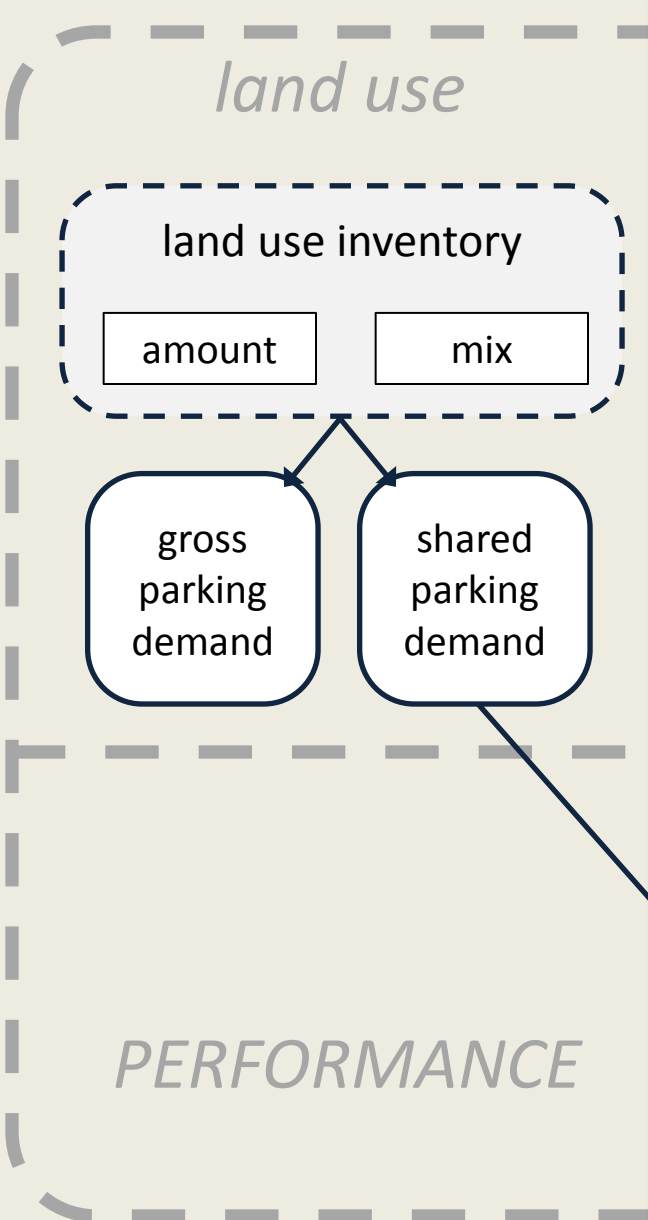 land use
land use inventory
amount
mix
gross
parking
demand
shared
parking
demand
PERFORMANCE